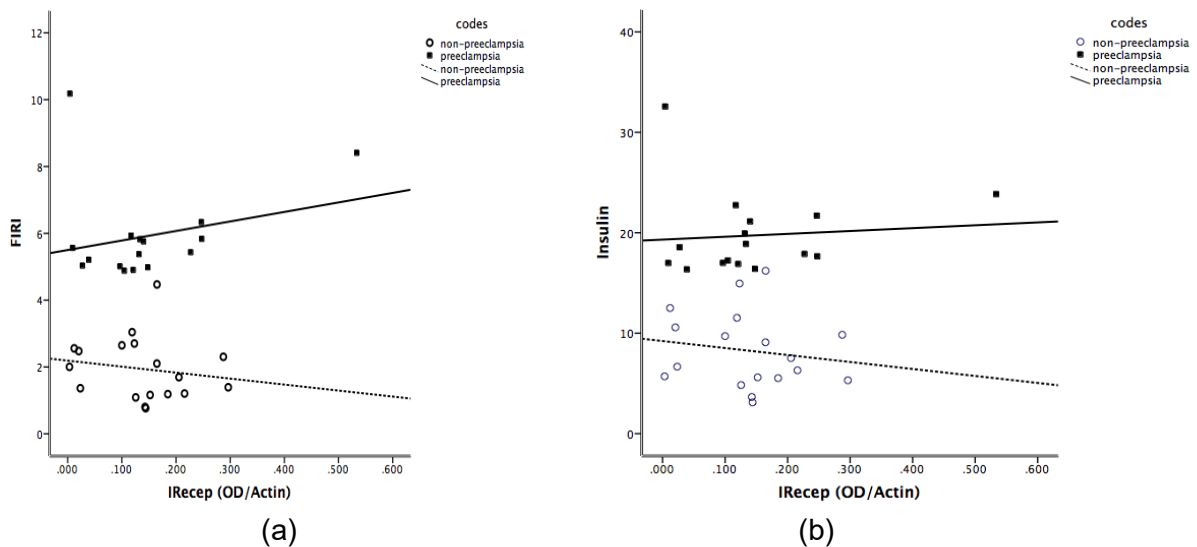 codes
non-preeclampsia
preeclampsia
non-preeclampsia
preeclampsia
12
10
8
6
4
2
0
FIRI
.000 .100 .200 .300 .400 .500 .600
IRecep (OD/Actin)
(a)
codes
non-preeclampsia
preeclampsia
non-preeclampsia
preeclampsia
40
30
20
10
0
Insulin
.000 .100 .200 .300 .400 .500 .600
IRecep (OD/Actin)
(b)